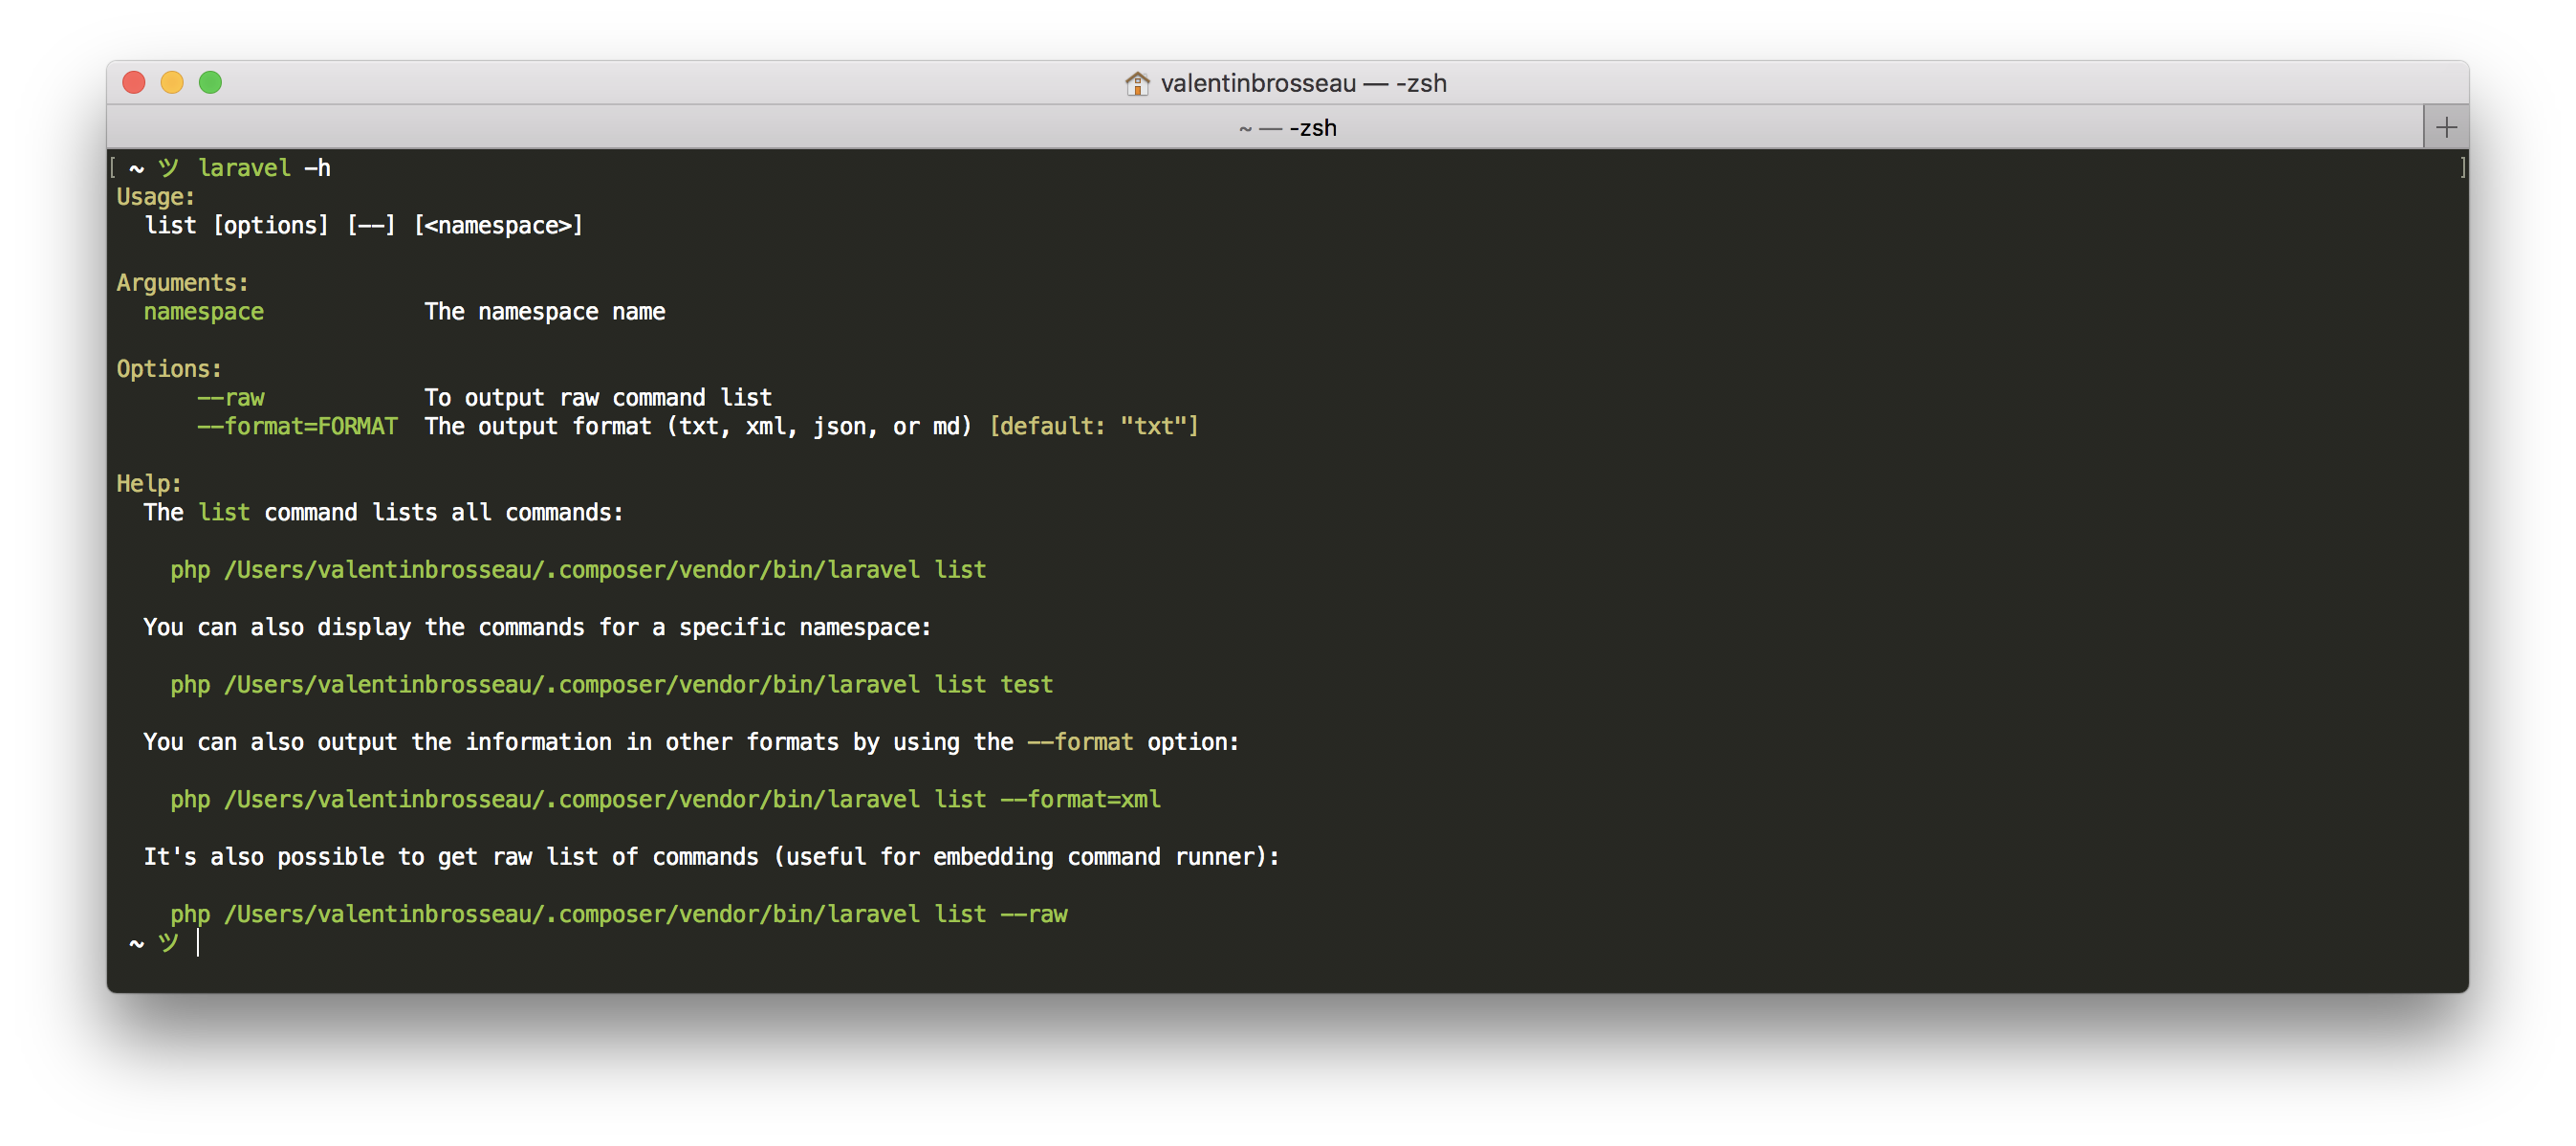 valentinbrosseau — -zsh
~ — -zsh
[ ~ ツ laravel -h ]
Usage:
  list [options] [--] [<namespace>]

Arguments:
  namespace            The namespace name

Options:
      --raw            To output raw command list
      --format=FORMAT  The output format (txt, xml, json, or md) [default: "txt"]

Help:
  The list command lists all commands:

    php /Users/valentinbrosseau/.composer/vendor/bin/laravel list

  You can also display the commands for a specific namespace:

    php /Users/valentinbrosseau/.composer/vendor/bin/laravel list test

  You can also output the information in other formats by using the --format option:

    php /Users/valentinbrosseau/.composer/vendor/bin/laravel list --format=xml

  It's also possible to get raw list of commands (useful for embedding command runner):

    php /Users/valentinbrosseau/.composer/vendor/bin/laravel list --raw
 ~ ツ